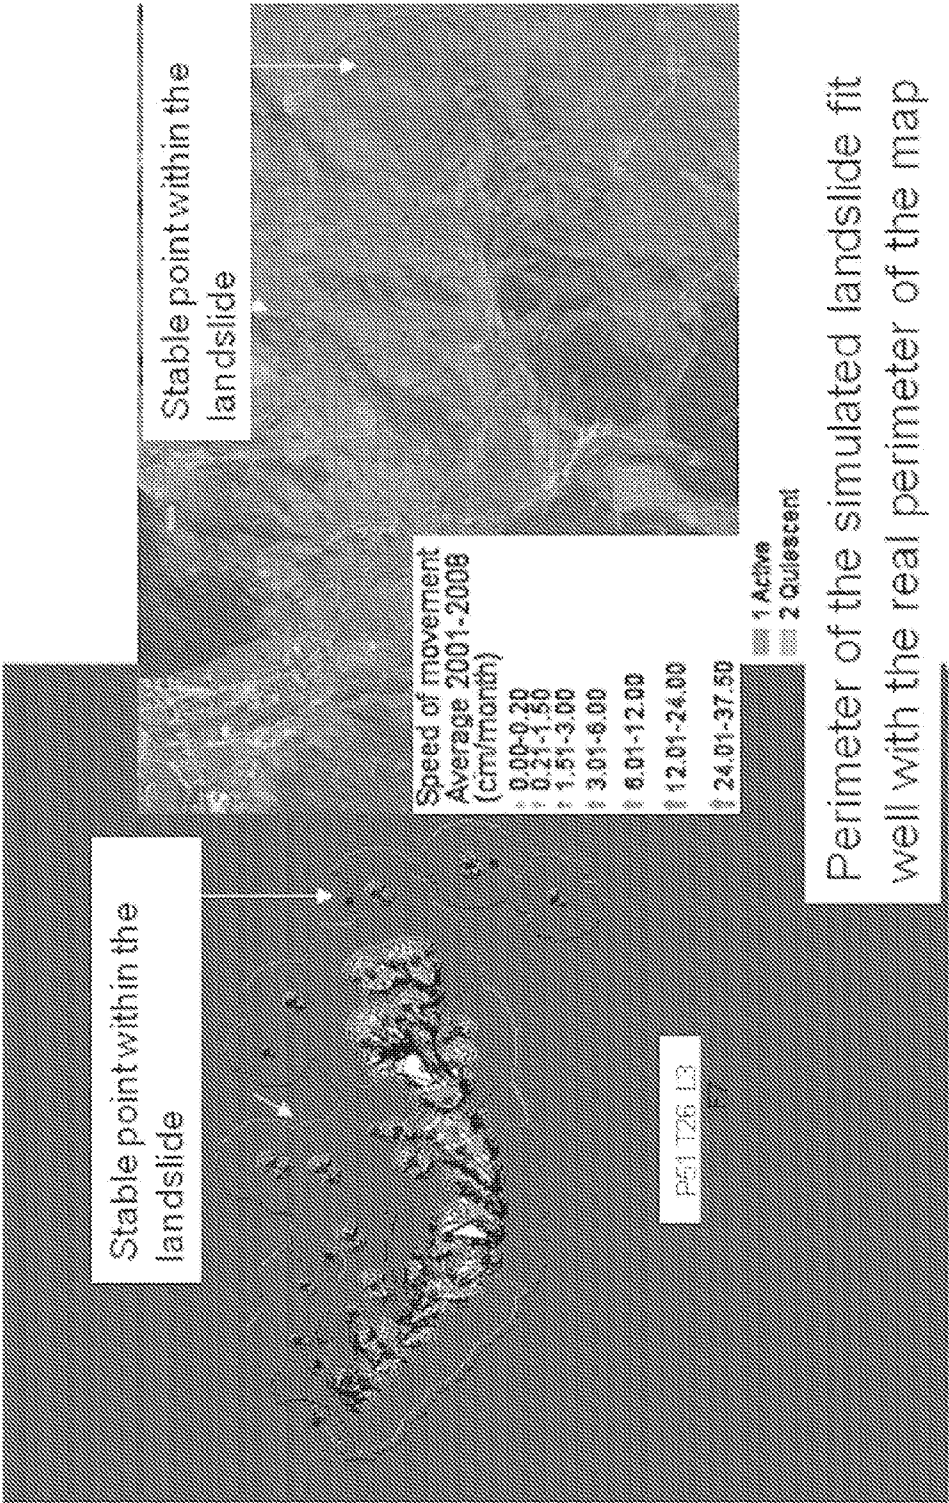 Stable point within the
landslide
Stable point within the
landslide
Speed of movement
Average 2001-2008
(cm/month)
0.00-0.20
0.21-1.50
1.51-3.00
3.01-6.00
6.01-12.00
12.01-24.00
24.01-37.50
1 Active
2 Quiescent
Perimeter of the simulated landslide fit
well with the real perimeter of the map